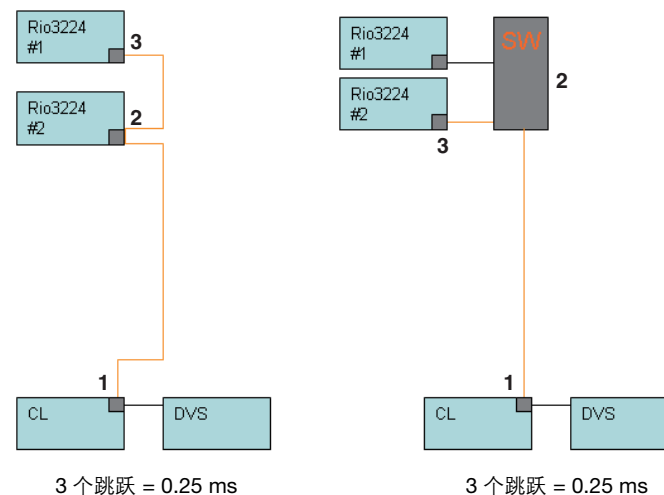 Rio3224
#1
3
Rio3224
#2
2
1
CL
DVS
3 个跳跃 = 0.25 ms
Rio3224
#1
SW
2
Rio3224
#2
3
1
CL
DVS
3 个跳跃 = 0.25 ms